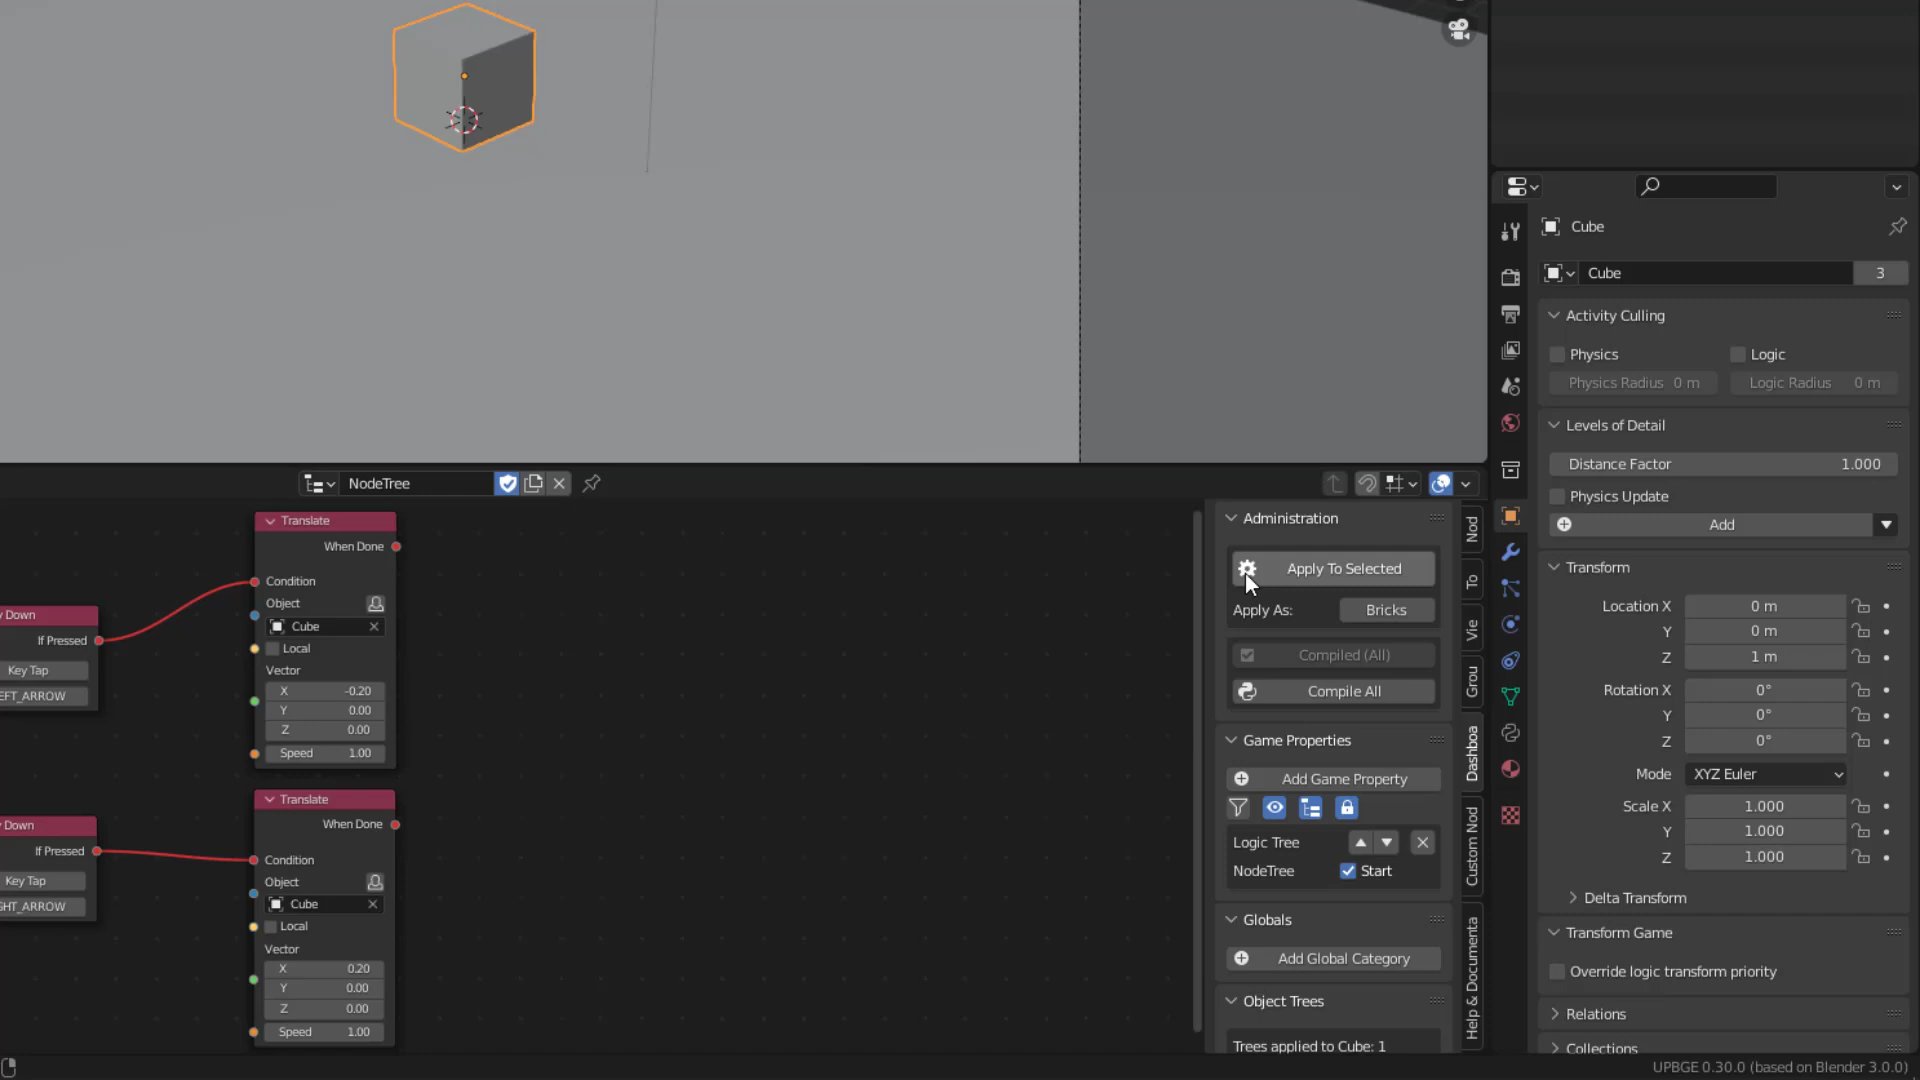 Cube
Cube 3
Activity Culling
Physics Logic
Physics Radius 0 m Logic Radius 0 m
Levels of Detail
Distance Factor 1.000
Physics Update
Add
Transform
Location X 0 m
Y 0 m
Z 1 m
Rotation X 0°
Y 0°
Z 0°
Mode XYZ Euler
Scale X 1.000
Y 1.000
Z 1.000
Delta Transform
Transform Game
Override logic transform priority
Relations
Collections
NodeTree
Translate
When Done
Condition
Object
Cube
Local
Vector
X -0.20
Y 0.00
Z 0.00
Speed 1.00
y Down
If Pressed
Key Tap
EFT_ARROW
Translate
When Done
Condition
Object
Cube
Local
Vector
X 0.20
Y 0.00
Z 0.00
Speed 1.00
y Down
If Pressed
Key Tap
GHT_ARROW
Administration
Apply To Selected
Apply As: Bricks
Compiled (All)
Compile All
Game Properties
Add Game Property
Logic Tree
NodeTree Start
Globals
Add Global Category
Object Trees
Trees applied to Cube: 1
Nod
To
Vie
Grou
Dashboa
Custom Nod
Help & Documenta
UPBGE 0.30.0 (based on Blender 3.0.0)